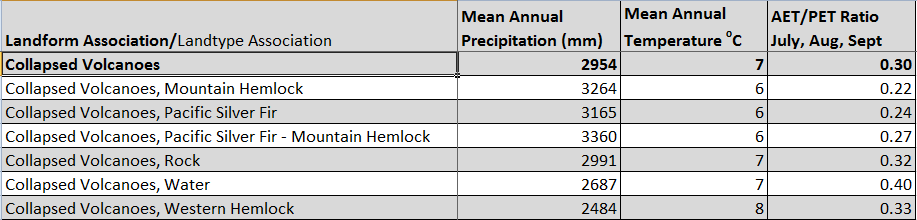 Landform Association/Landtype Association Mean Annual Precipitation (mm) Mean Annual Temperature °C AET/PET Ratio July, Aug, Sept
Collapsed Volcanoes 2954 7 0.30
Collapsed Volcanoes, Mountain Hemlock 3264 6 0.22
Collapsed Volcanoes, Pacific Silver Fir 3165 6 0.24
Collapsed Volcanoes, Pacific Silver Fir - Mountain Hemlock 3360 6 0.27
Collapsed Volcanoes, Rock 2991 7 0.32
Collapsed Volcanoes, Water 2687 7 0.40
Collapsed Volcanoes, Western Hemlock 2484 8 0.33